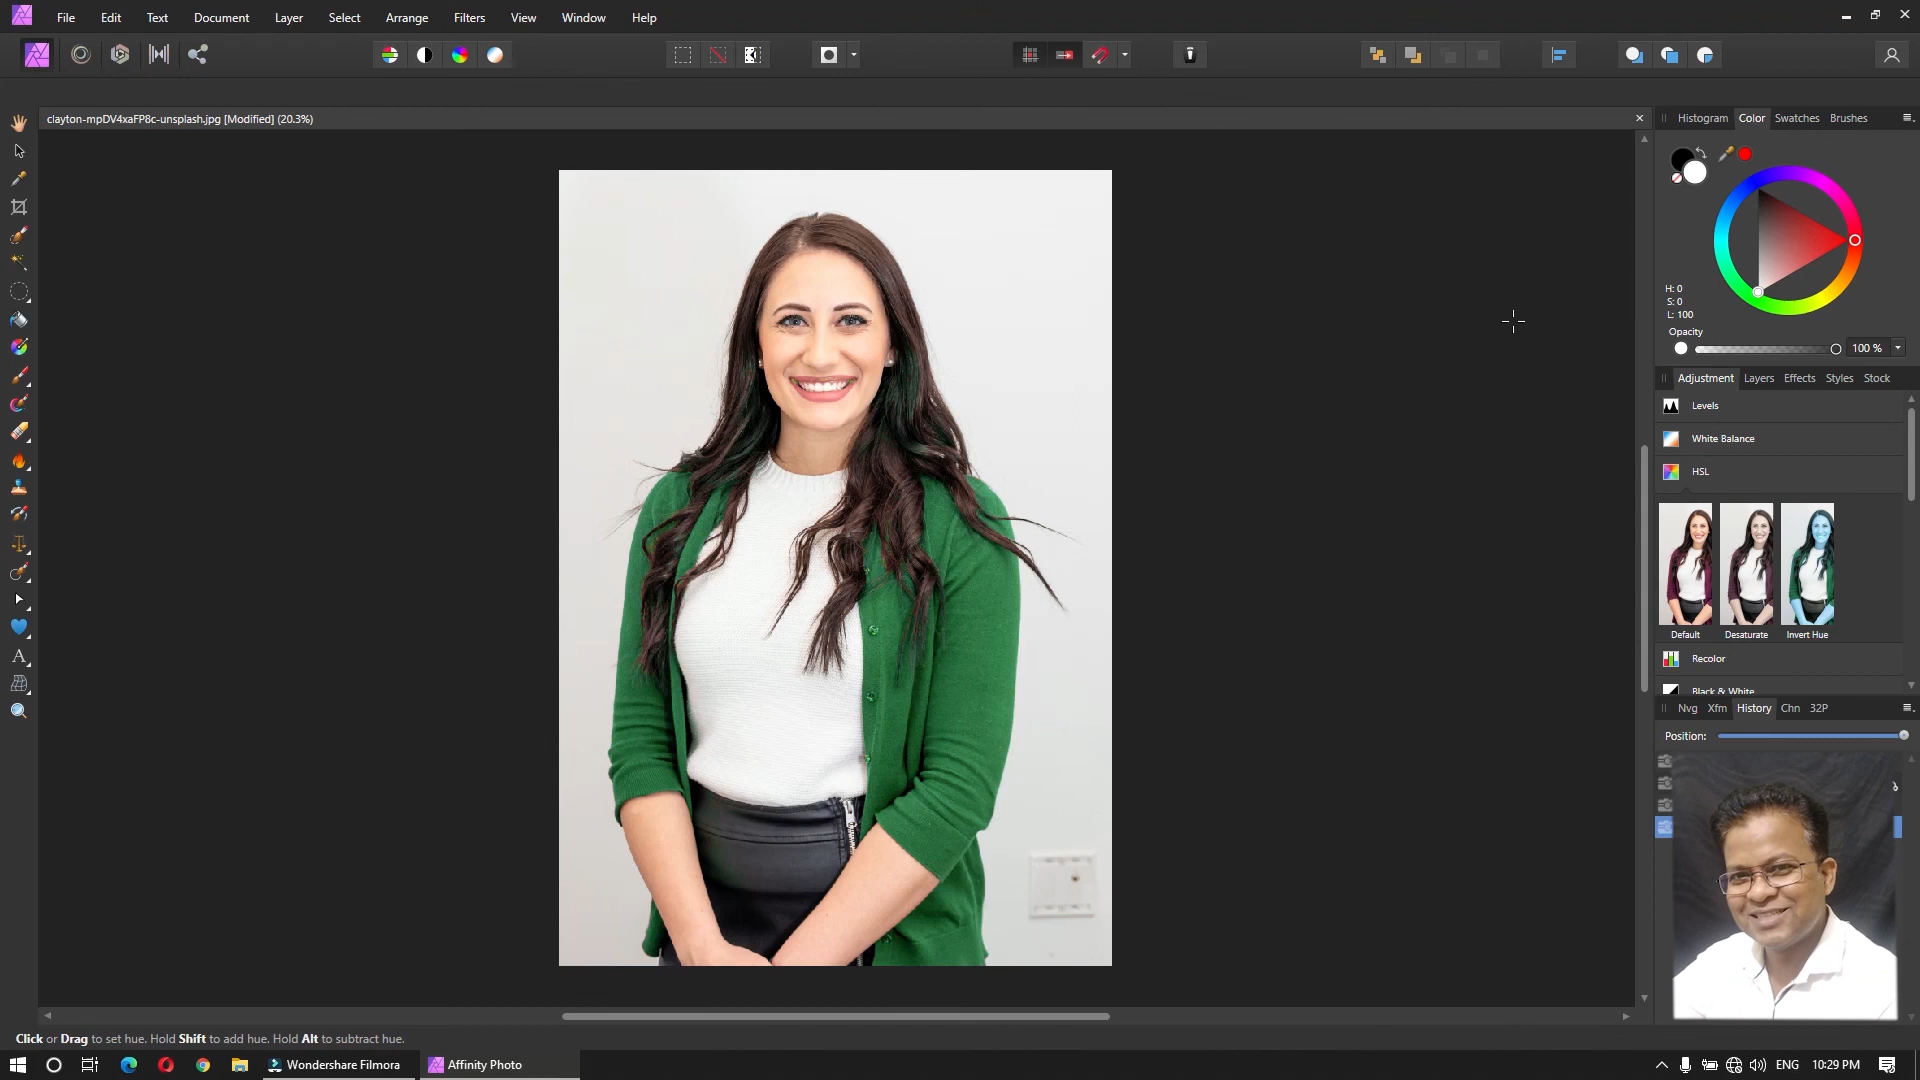 File Edit Text Document Layer Select Arrange Filters View Window Help
clayton-mpDV4xaFP8c-unsplash.jpg [Modified] (20.3%)
Histogram Color Swatches Brushes
H: 0
S: 0
L: 100
Opacity
100 %
Adjustment Layers Effects Styles Stock
Levels
White Balance
HSL
Default Desaturate Invert Hue
Recolor
Black & White
Nvg Xfm History Chn 32P
Position:
Click or Drag to set hue. Hold Shift to add hue. Hold Alt to subtract hue.
Wondershare Filmora Affinity Photo ENG 10:29 PM